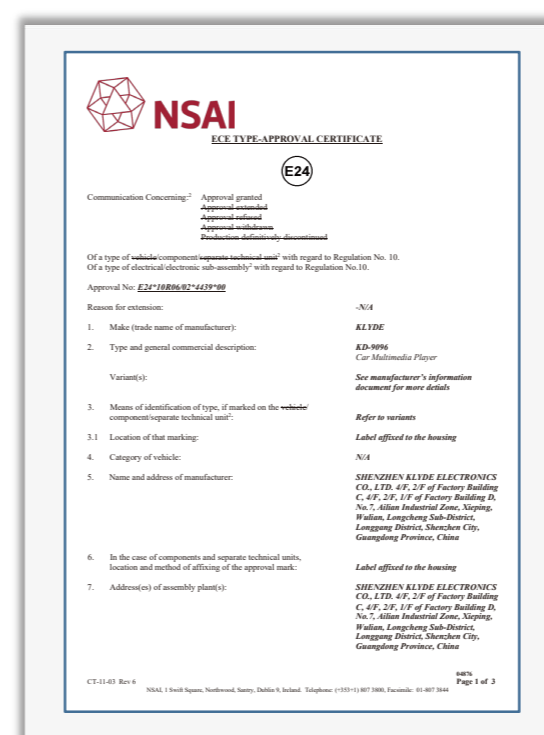 NSAI
ECE TYPE-APPROVAL CERTIFICATE
E24
Communication Concerning:² Approval granted
Approval extended
Approval refused
Approval withdrawn
Production definitively discontinued
Of a type of vehicle/component/separate technical unit² with regard to Regulation No. 10.
Of a type of electrical/electronic sub-assembly² with regard to Regulation No.10.
Approval No: E24*10R06/02*4439*00
Reason for extension: -N/A
1. Make (trade name of manufacturer): KLYDE
2. Type and general commercial description: KD-9096
Car Multimedia Player
Variant(s): See manufacturer's information
document for more detials
3. Means of identification of type, if marked on the vehicle/
component/separate technical unit²: Refer to variants
3.1 Location of that marking: Label affixed to the housing
4. Category of vehicle: N/A
5. Name and address of manufacturer: SHENZHEN KLYDE ELECTRONICS
CO., LTD. 4/F, 2/F of Factory Building
C, 4/F, 2/F, 1/F of Factory Building D,
No.7, Ailian Industrial Zone, Xieping,
Wulian, Longcheng Sub-District,
Longgang District, Shenzhen City,
Guangdong Province, China
6. In the case of components and separate technical units,
location and method of affixing of the approval mark: Label affixed to the housing
7. Address(es) of assembly plant(s): SHENZHEN KLYDE ELECTRONICS
CO., LTD. 4/F, 2/F of Factory Building
C, 4/F, 2/F, 1/F of Factory Building D,
No.7, Ailian Industrial Zone, Xieping,
Wulian, Longcheng Sub-District,
Longgang District, Shenzhen City,
Guangdong Province, China
04876
CT-11-03 Rev 6 Page 1 of 3
NSAI, 1 Swift Square, Northwood, Santry, Dublin 9, Ireland. Telephone: (+353+1) 807 3800, Facsimile: 01-807 3844